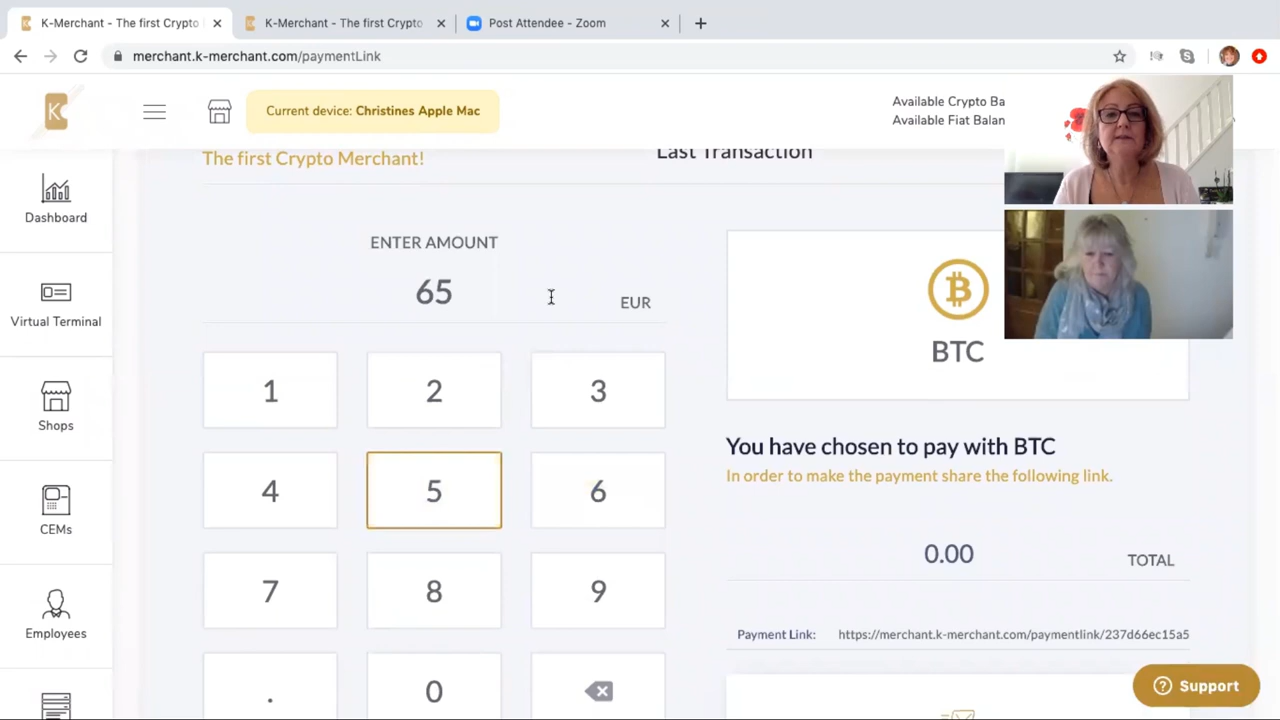 K-Merchant - The first Crypto
K-Merchant - The first Crypto
Post Attendee - Zoom
merchant.k-merchant.com/paymentLink
K
Current device: Christines Apple Mac
Available Crypto Ba
Available Fiat Balan
The first Crypto Merchant!
Last Transaction
Dashboard
Virtual Terminal
Shops
CEMs
Employees
ENTER AMOUNT
65
EUR
1 2 3
4 5 6
7 8 9
. 0
BTC
You have chosen to pay with BTC
In order to make the payment share the following link.
0.00
TOTAL
Payment Link: https://merchant.k-merchant.com/paymentlink/237d66ec15a5
Support